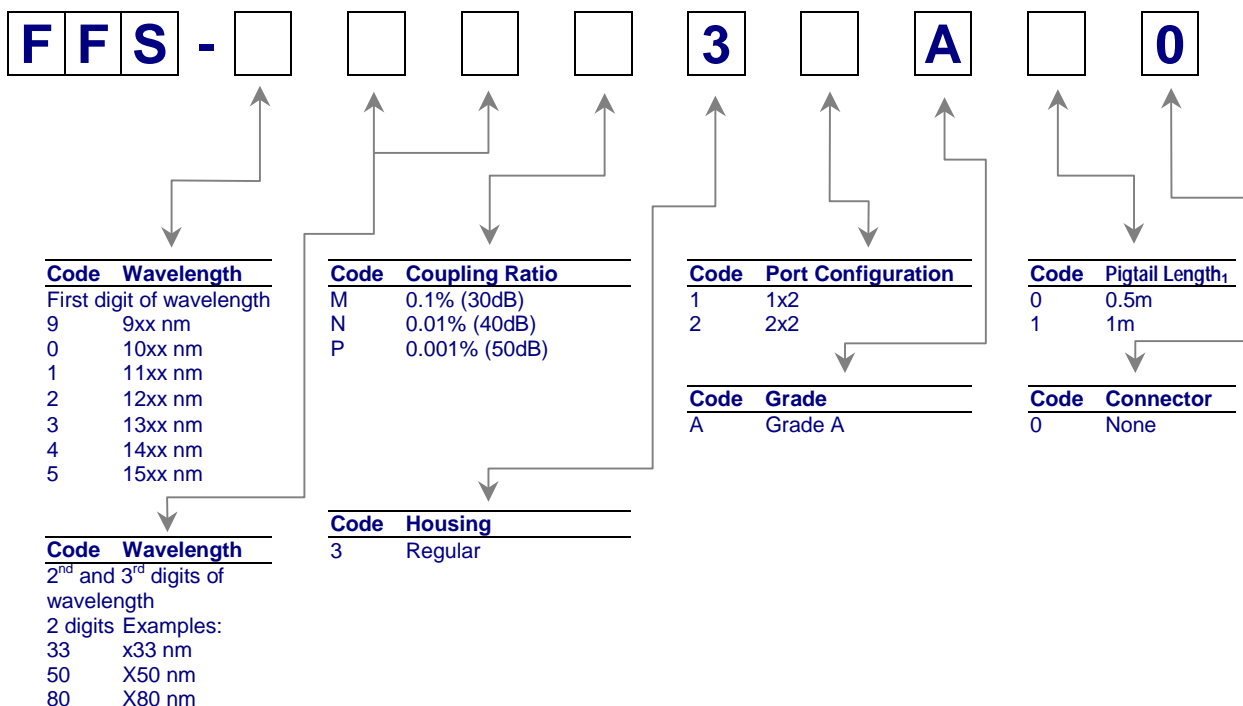 FFS - 3 A 0
Code Wavelength
First digit of wavelength
9 9xx nm
0 10xx nm
1 11xx nm
2 12xx nm
3 13xx nm
4 14xx nm
5 15xx nm
Code Wavelength
2nd and 3rd digits of
wavelength
2 digits Examples:
33 x33 nm
50 X50 nm
80 X80 nm
Code Coupling Ratio
M 0.1% (30dB)
N 0.01% (40dB)
P 0.001% (50dB)
Code Housing
3 Regular
Code Port Configuration
1 1x2
2 2x2
Code Grade
A Grade A
Code Pigtail Length1
0 0.5m
1 1m
Code Connector
0 None